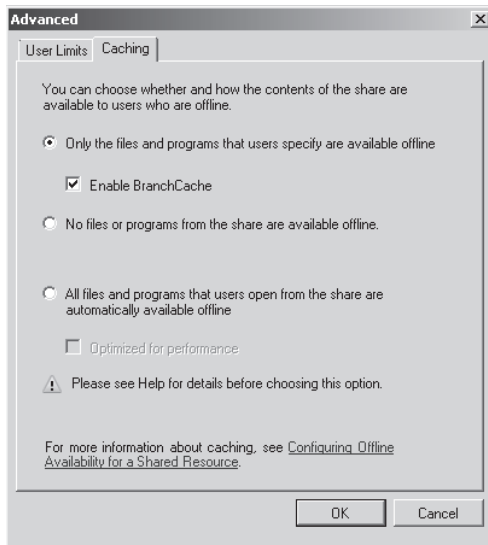 Advanced
User Limits Caching
You can choose whether and how the contents of the share are
available to users who are offline.
Only the files and programs that users specify are available offline
Enable BranchCache
No files or programs from the share are available offline.
All files and programs that users open from the share are
automatically available offline
Optimized for performance
Please see Help for details before choosing this option.
For more information about caching, see Configuring Offline
Availability for a Shared Resource.
OK Cancel